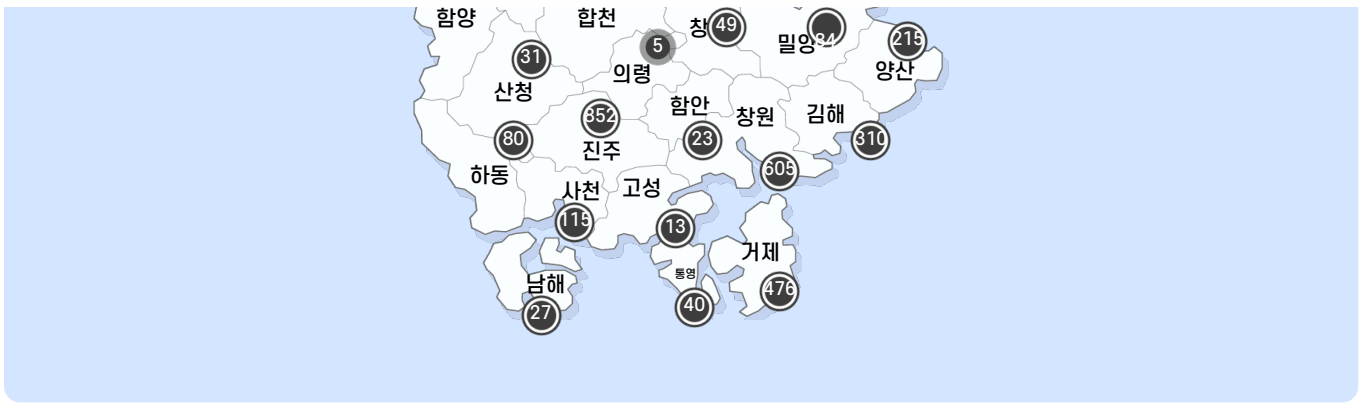 함양
합천
창
49
밀양
84
215
양산
5
31
의령
산청
함안
창원
김해
852
진주
80
23
310
하동
605
사천
고성
115
13
거제
통영
남해
476
27
40